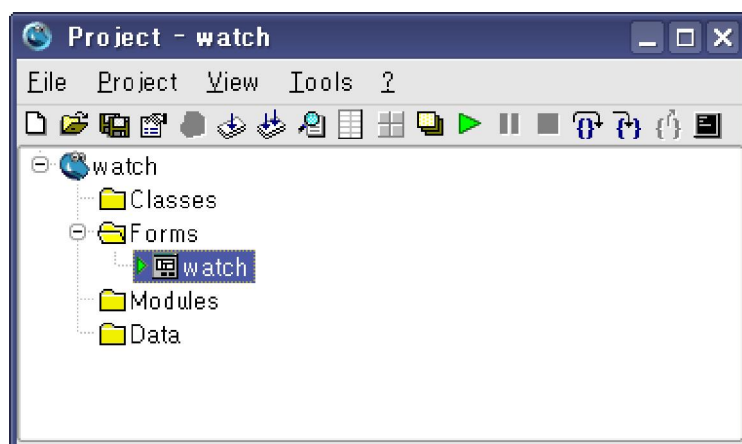 Project - watch
File Project View Tools ?
watch
Classes
Forms
watch
Modules
Data